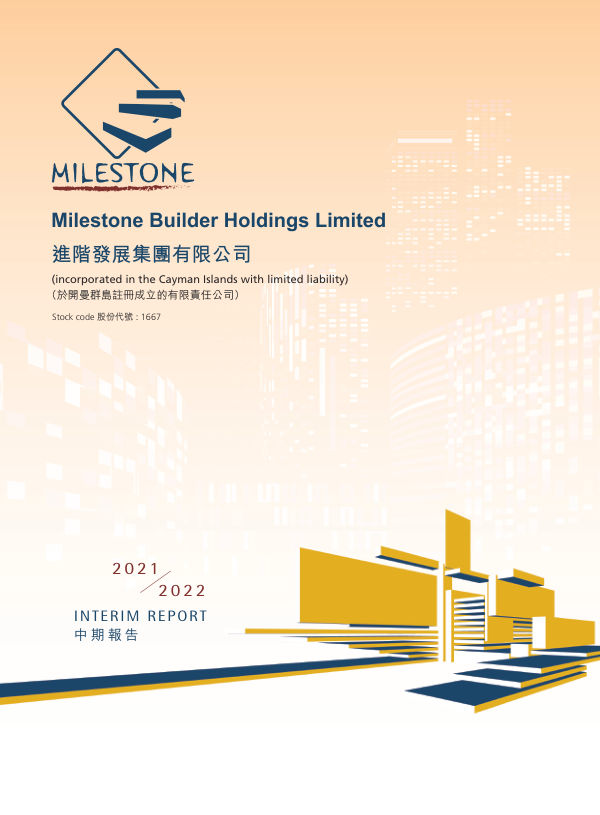 MILESTONE
Milestone Builder Holdings Limited
進階發展集團有限公司
(incorporated in the Cayman Islands with limited liability)
(於開曼群島註冊成立的有限責任公司)
Stock code 股份代號 : 1667
2021
2022
INTERIM REPORT
中期報告